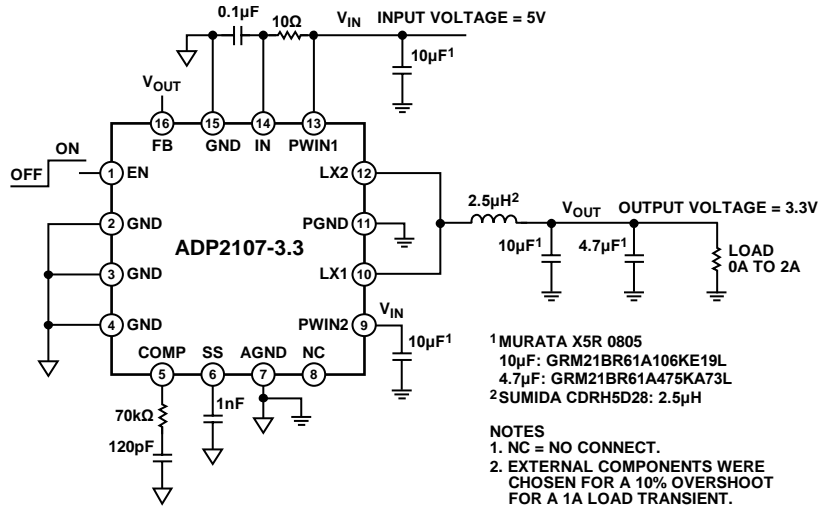 0.1µF
10Ω
VIN
INPUT VOLTAGE = 5V
10µF1
VOUT
16
15
14
13
FB
GND
IN
PWIN1
ON
OFF
1
EN
LX2
12
2.5µH2
VOUT
OUTPUT VOLTAGE = 3.3V
2
GND
PGND
11
ADP2107-3.3
10µF1
4.7µF1
LOAD
0A TO 2A
3
GND
LX1
10
VIN
4
GND
PWIN2
9
10µF1
COMP
SS
AGND
NC
5
6
7
8
70kΩ
1nF
120pF
1 MURATA X5R 0805
10µF: GRM21BR61A106KE19L
4.7µF: GRM21BR61A475KA73L
2 SUMIDA CDRH5D28: 2.5µH
NOTES
1. NC = NO CONNECT.
2. EXTERNAL COMPONENTS WERE
CHOSEN FOR A 10% OVERSHOOT
FOR A 1A LOAD TRANSIENT.